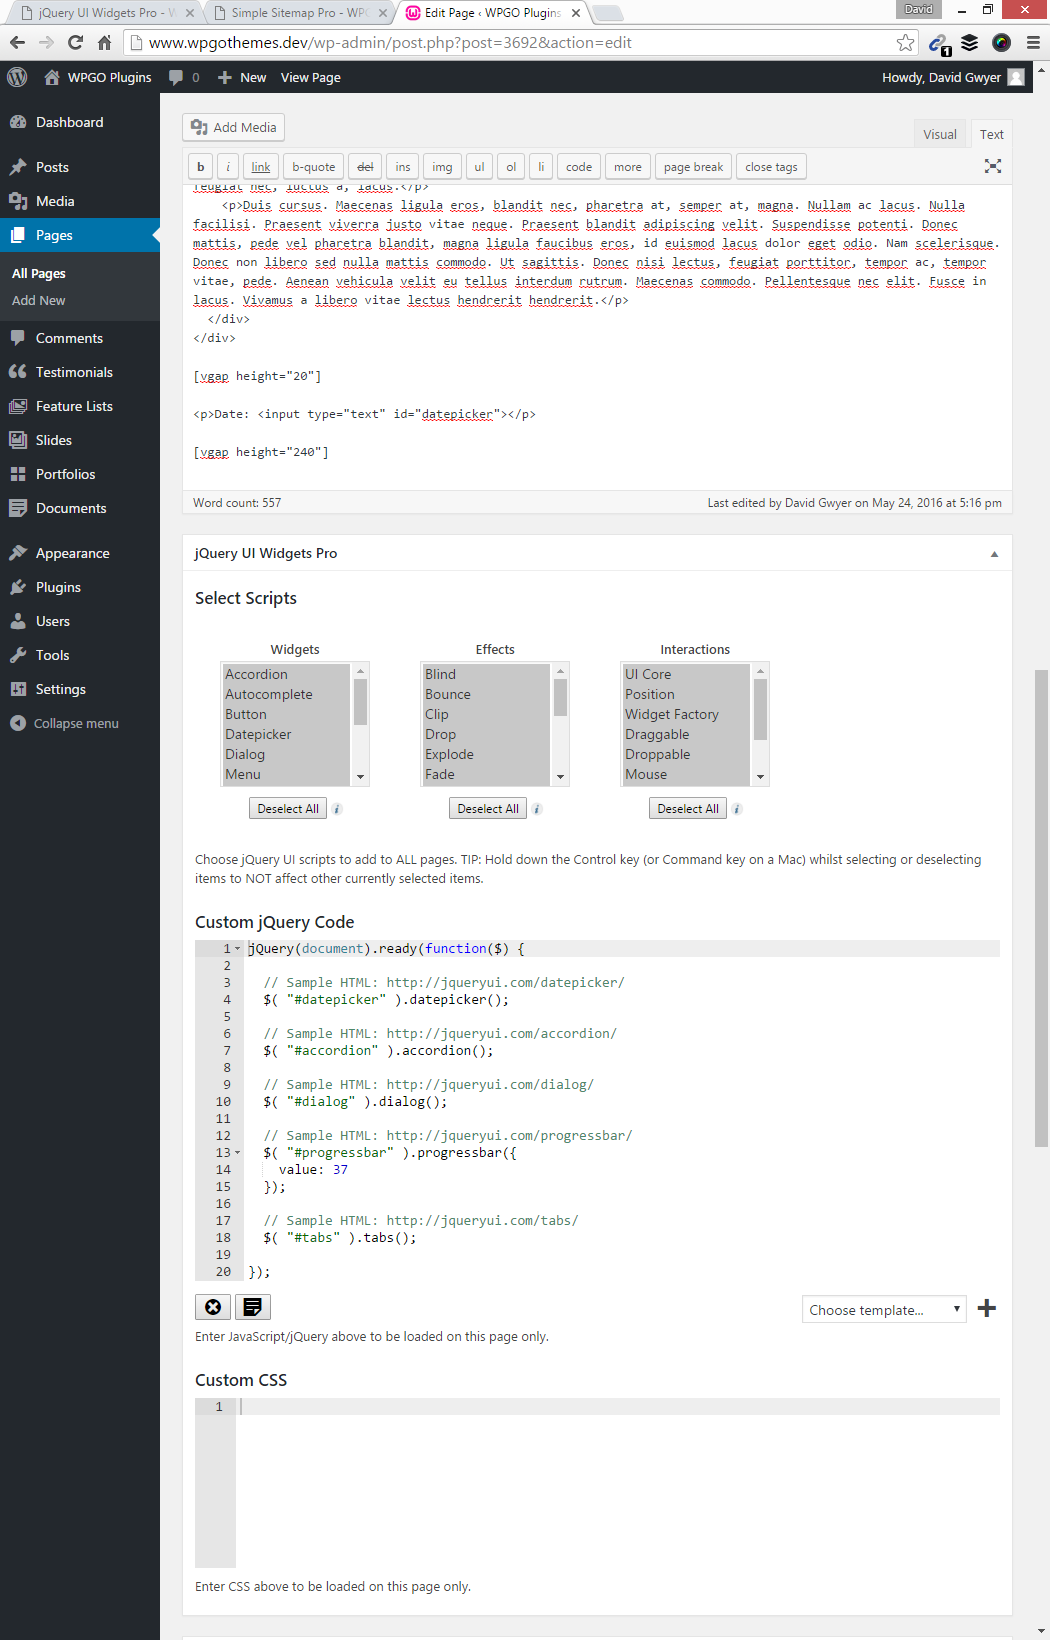 jQuery UI Widgets Pro - W
Simple Sitemap Pro - WPG
Edit Page ‹ WPGO Plugins
David
www.wpgothemes.dev/wp-admin/post.php?post=3692&action=edit
1
WPGO Plugins
0
New
View Page
Howdy, David Gwyer
Dashboard
Posts
Media
Pages
All Pages
Add New
Comments
Testimonials
Feature Lists
Slides
Portfolios
Documents
Appearance
Plugins
Users
Tools
Settings
Collapse menu
Add Media
Visual
Text
b
i
link
b-quote
del
ins
img
ul
ol
li
code
more
page break
close tags
feugiat nec, luctus a, lacus.</p>
<p>Duis cursus. Maecenas ligula eros, blandit nec, pharetra at, semper at, magna. Nullam ac lacus. Nulla
facilisi. Praesent viverra justo vitae neque. Praesent blandit adipiscing velit. Suspendisse potenti. Donec
mattis, pede vel pharetra blandit, magna ligula faucibus eros, id euismod lacus dolor eget odio. Nam scelerisque.
Donec non libero sed nulla mattis commodo. Ut sagittis. Donec nisi lectus, feugiat porttitor, tempor ac, tempor
vitae, pede. Aenean vehicula velit eu tellus interdum rutrum. Maecenas commodo. Pellentesque nec elit. Fusce in
lacus. Vivamus a libero vitae lectus hendrerit hendrerit.</p>
</div>
</div>
[vgap height="20"]
<p>Date: <input type="text" id="datepicker"></p>
[vgap height="240"]
Word count: 557
Last edited by David Gwyer on May 24, 2016 at 5:16 pm
jQuery UI Widgets Pro
Select Scripts
Widgets
Accordion
Autocomplete
Button
Datepicker
Dialog
Menu
Deselect All
i
Effects
Blind
Bounce
Clip
Drop
Explode
Fade
Deselect All
i
Interactions
UI Core
Position
Widget Factory
Draggable
Droppable
Mouse
Deselect All
i
Choose jQuery UI scripts to add to ALL pages. TIP: Hold down the Control key (or Command key on a Mac) whilst selecting or deselecting
items to NOT affect other currently selected items.
Custom jQuery Code
1 jQuery(document).ready(function($) {
2
3 // Sample HTML: http://jqueryui.com/datepicker/
4 $( "#datepicker" ).datepicker();
5
6 // Sample HTML: http://jqueryui.com/accordion/
7 $( "#accordion" ).accordion();
8
9 // Sample HTML: http://jqueryui.com/dialog/
10 $( "#dialog" ).dialog();
11
12 // Sample HTML: http://jqueryui.com/progressbar/
13 $( "#progressbar" ).progressbar({
14 value: 37
15 });
16
17 // Sample HTML: http://jqueryui.com/tabs/
18 $( "#tabs" ).tabs();
19
20 });
Choose template...
Enter JavaScript/jQuery above to be loaded on this page only.
Custom CSS
1
Enter CSS above to be loaded on this page only.